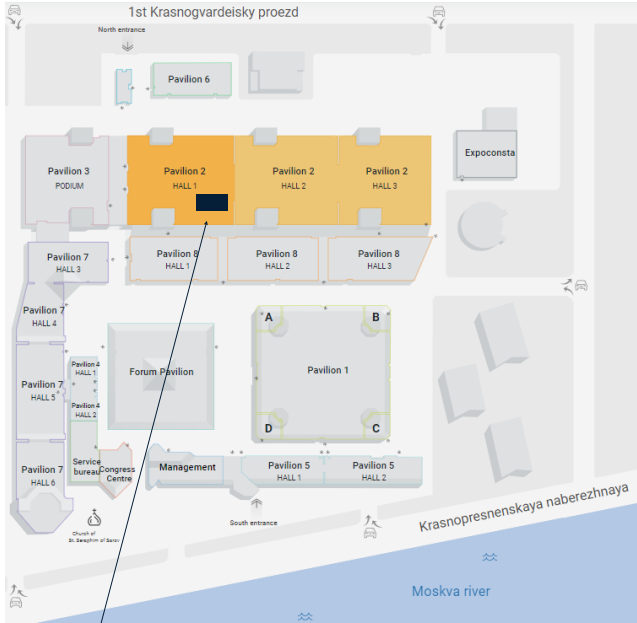 1st Krasnogvardeisky proezd
North entrance
Pavilion 6
Pavilion 3
PODIUM
Pavilion 2
HALL 1
Pavilion 2
HALL 2
Pavilion 2
HALL 3
Expoconsta
Pavilion 7
HALL 3
Pavilion 8
HALL 1
Pavilion 8
HALL 2
Pavilion 8
HALL 3
Pavilion 7
HALL 4
A
B
Pavilion 1
D
C
Forum Pavilion
Pavilion 4
HALL 1
Pavilion 7
HALL 5
Pavilion 4
HALL 2
Service
bureau
Congress
Centre
Management
Pavilion 5
HALL 1
Pavilion 5
HALL 2
Pavilion 7
HALL 6
Church of
St. Seraphim of Sarov
South entrance
Krasnopresnenskaya naberezhnaya
Moskva river